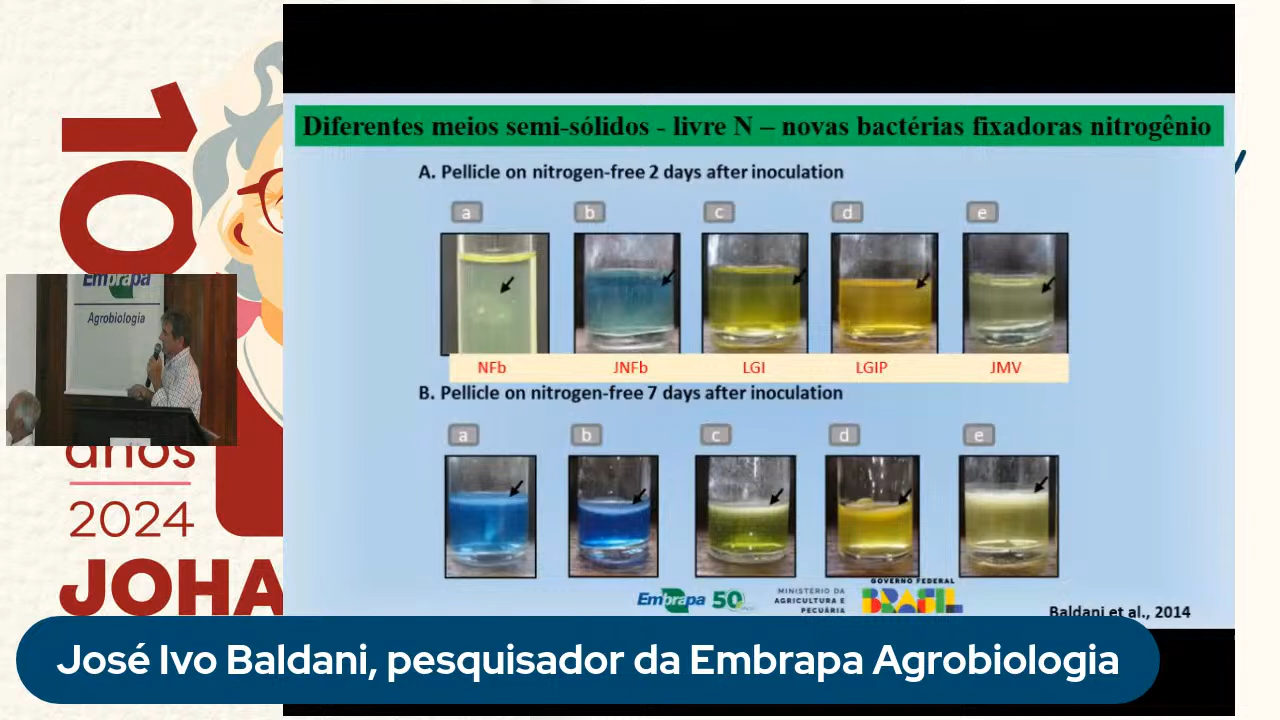 10
Diferentes meios semi-sólidos - livre N – novas bactérias fixadoras nitrogênio
A. Pellicle on nitrogen-free 2 days after inoculation
a b c d e
NFb JNFb LGI LGIP JMV
B. Pellicle on nitrogen-free 7 days after inoculation
a b c d e
Embrapa
Agrobiologia
anos
2024
JOHA
Embrapa 50
MINISTÉRIO DA
AGRICULTURA E
PECUÁRIA
GOVERNO FEDERAL
BRASIL
Baldani et al., 2014
José Ivo Baldani, pesquisador da Embrapa Agrobiologia